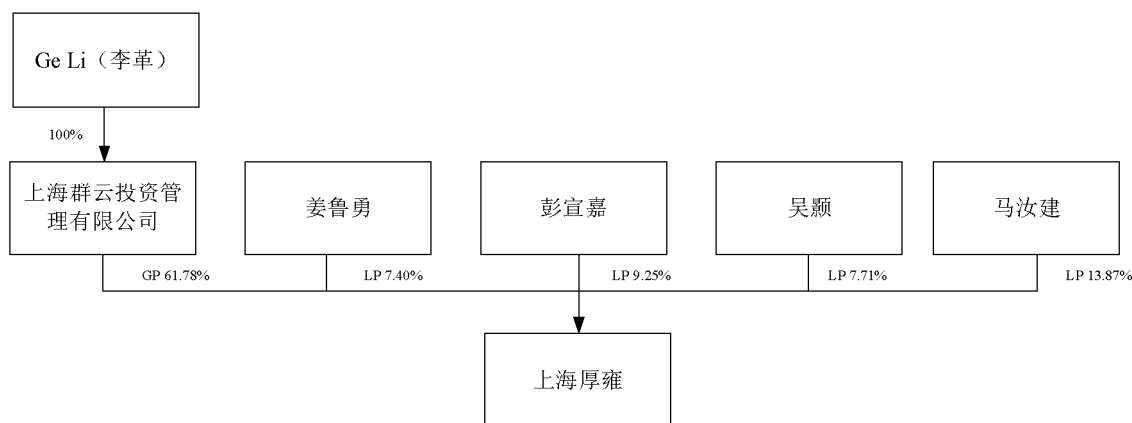 Ge Li（李革）
100%
上海群云投资管
理有限公司
姜鲁勇
彭宣嘉
吴颢
马汝建
GP 61.78%
LP 7.40%
LP 9.25%
LP 7.71%
LP 13.87%
上海厚雍